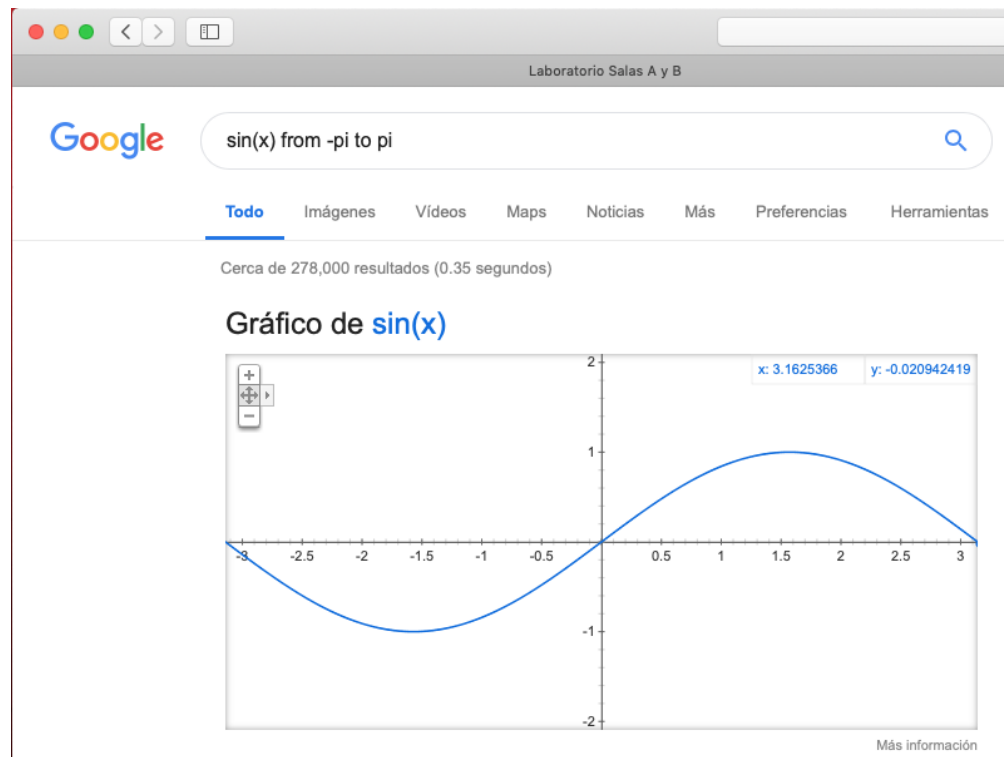 Laboratorio Salas A y B
Google
sin(x) from -pi to pi
Todo Imágenes Vídeos Maps Noticias Más Preferencias Herramientas
Cerca de 278,000 resultados (0.35 segundos)
Gráfico de sin(x)
x: 3.1625366 y: -0.020942419
2
1
-3 -2.5 -2 -1.5 -1 -0.5 0.5 1 1.5 2 2.5 3
-1
-2
Más información